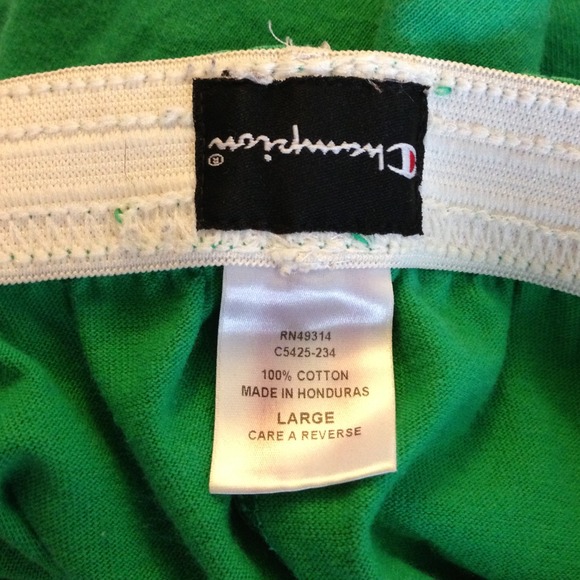 Champion®
RN49314
C5425-234
100% COTTON
MADE IN HONDURAS
LARGE
CARE A REVERSE